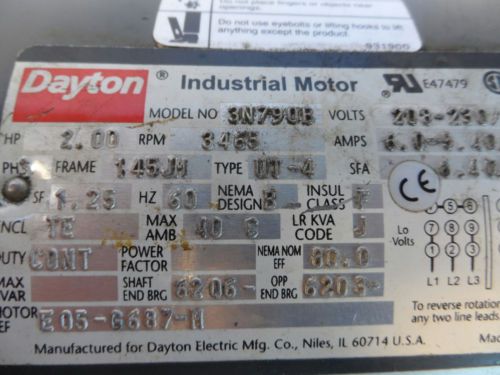 Do not place fingers or objects near
openings.
Do not use eyebolts or lifting hooks to lift
anything except the
931900
Dayton ® Industrial Motor E47479
MODEL NO 3N790B VOLTS 208-230/
HP 2.00 RPM 3465 AMPS
PH FRAME 145JM TYPE SFA
SF 1.25 HZ 60 NEMA DESIGN B INSUL CLASS F CE
ENCL TE MAX AMB 40 C LR KVA CODE J Lo Volts
DUTY CONT POWER FACTOR NEMA NOM EFF 80.0
MAX SHAFT END BRG 6206- OPP END BRG 6203- L1 L2 L3
MOTOR E05-G687-M To reverse rotation
any two line leads
Manufactured for Dayton Electric Mfg. Co., Niles, IL 60714 U.S.A.